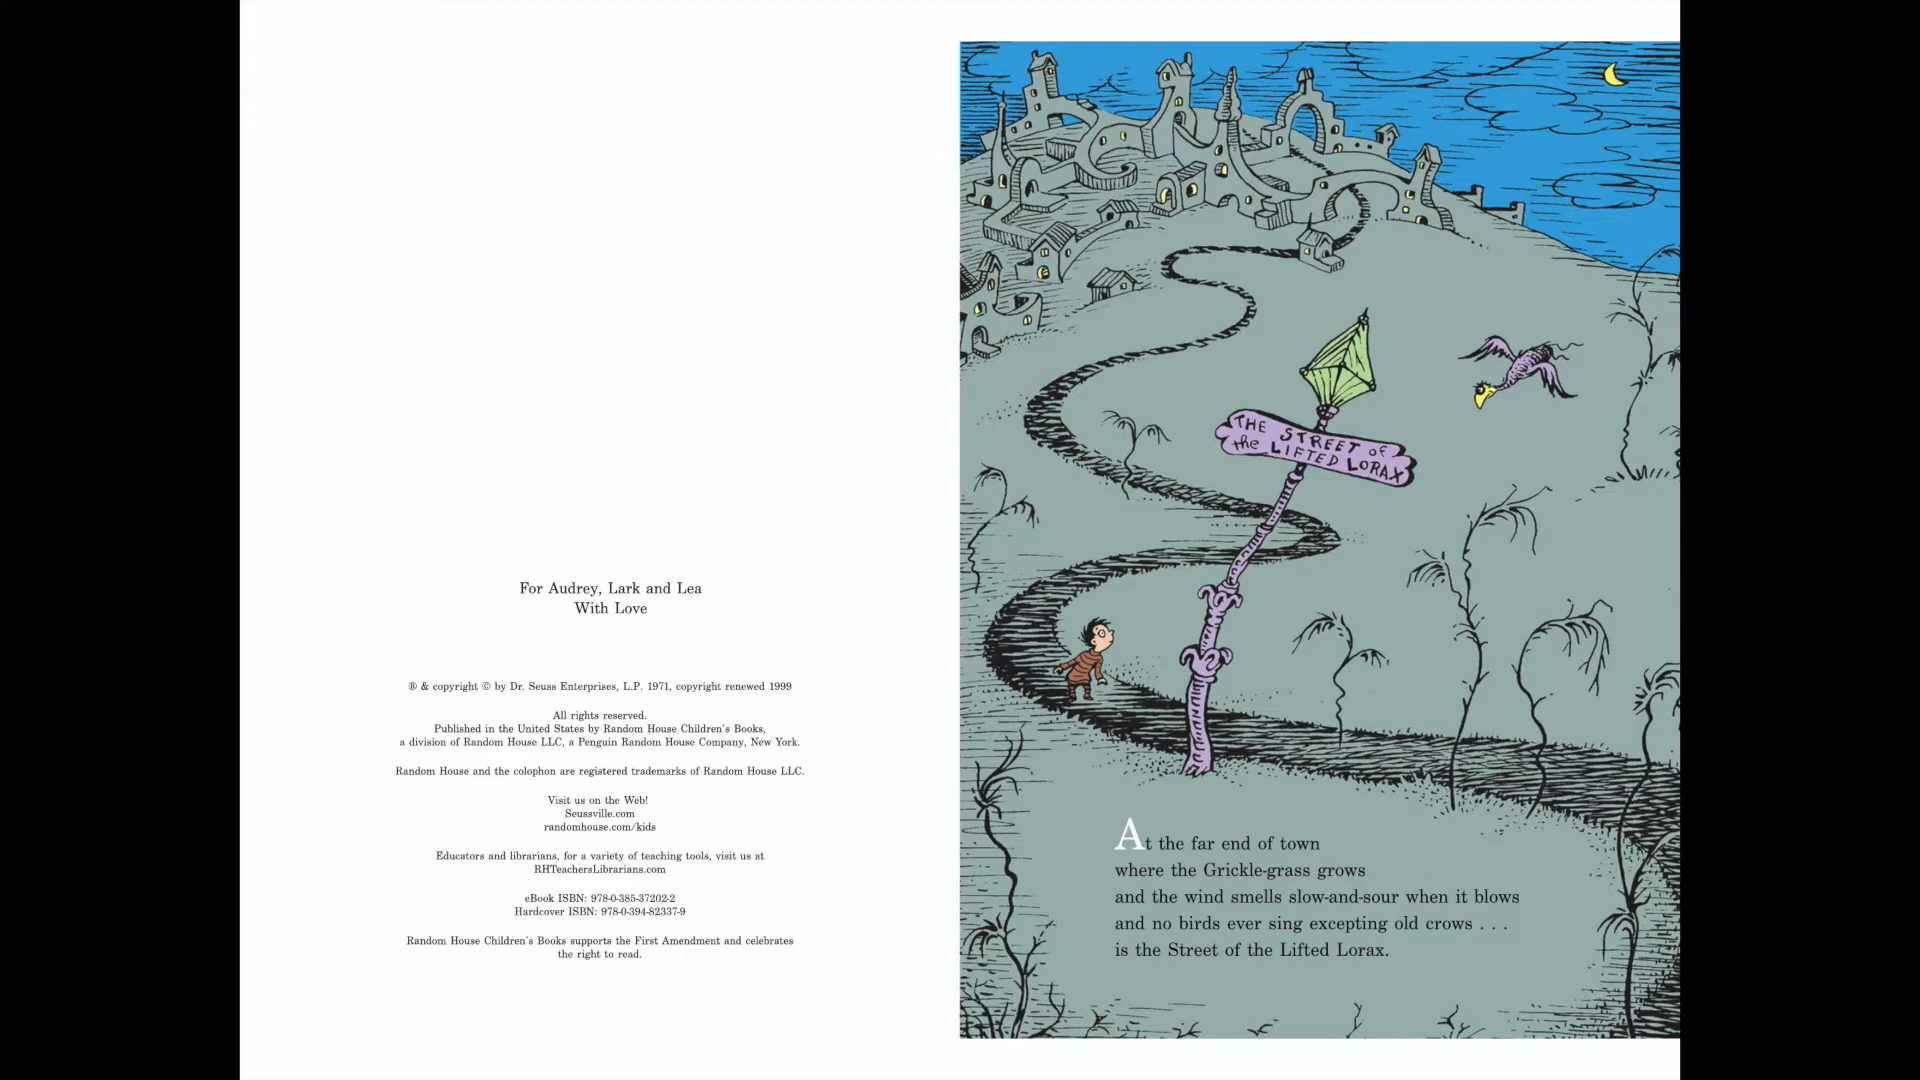 For Audrey, Lark and Lea
With Love
® & copyright © by Dr. Seuss Enterprises, L.P. 1971, copyright renewed 1999
All rights reserved.
Published in the United States by Random House Children's Books,
a division of Random House LLC, a Penguin Random House Company, New York.
Random House and the colophon are registered trademarks of Random House LLC.
Visit us on the Web!
Seussville.com
randomhouse.com/kids
Educators and librarians, for a variety of teaching tools, visit us at
RHTeachersLibrarians.com
eBook ISBN: 978-0-385-37202-2
Hardcover ISBN: 978-0-394-82337-9
Random House Children's Books supports the First Amendment and celebrates
the right to read.
THE STREET of
the LIFTED LORAX
At the far end of town
where the Grickle-grass grows
and the wind smells slow-and-sour when it blows
and no birds ever sing excepting old crows . . .
is the Street of the Lifted Lorax.